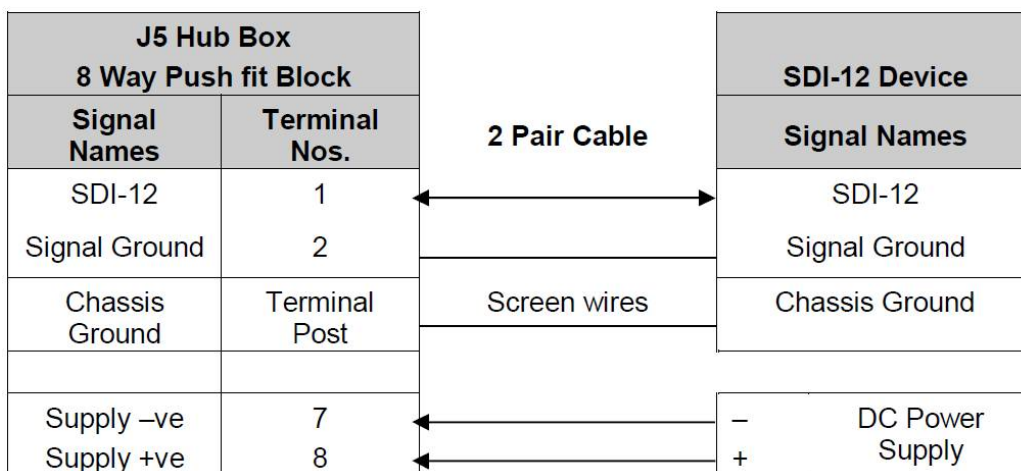 J5 Hub Box
8 Way Push fit Block
SDI-12 Device
Signal Names
Terminal Nos.
2 Pair Cable
Signal Names
SDI-12 1 SDI-12
Signal Ground 2 Signal Ground
Chassis Ground
Terminal Post
Screen wires
Chassis Ground
Supply –ve 7 – DC Power
Supply +ve 8 + Supply